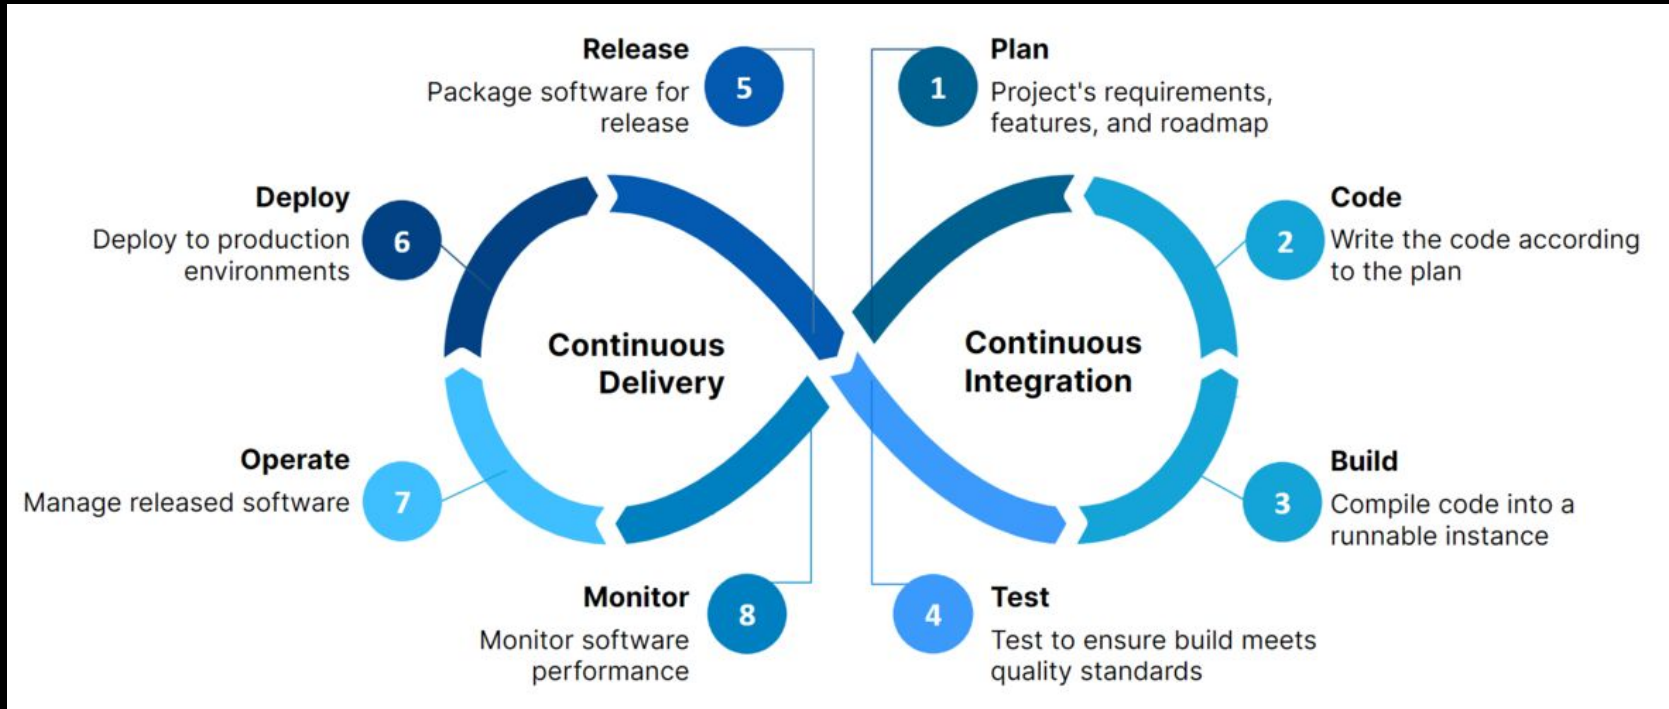 Release
5
Package software for
release
1
Plan
Project's requirements,
features, and roadmap
Deploy
6
Deploy to production
environments
2
Code
Write the code according
to the plan
Continuous
Delivery
Continuous
Integration
Operate
7
Manage released software
3
Build
Compile code into a
runnable instance
Monitor
8
Monitor software
performance
4
Test
Test to ensure build meets
quality standards